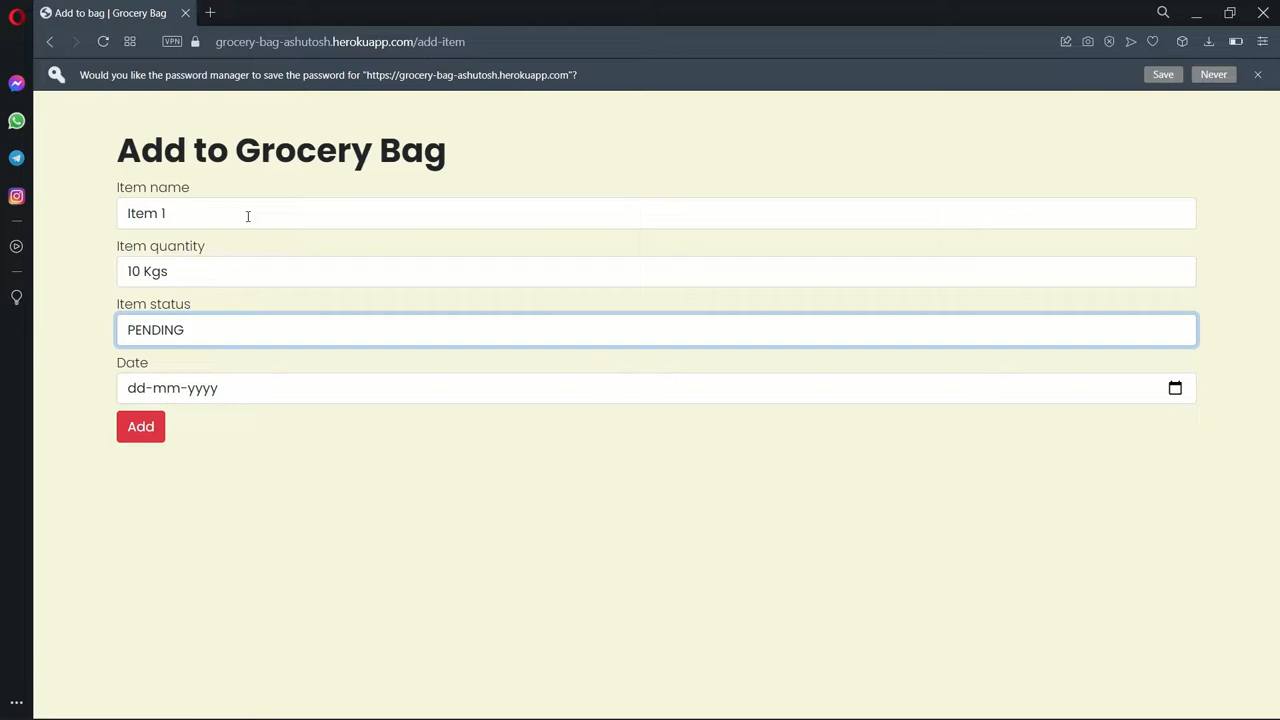 Add to bag | Grocery Bag
VPN
grocery-bag-ashutosh.herokuapp.com/add-item
Would you like the password manager to save the password for "https://grocery-bag-ashutosh.herokuapp.com"?
Save
Never
Add to Grocery Bag
Item name
Item 1
Item quantity
10 Kgs
Item status
PENDING
Date
dd-mm-yyyy
Add